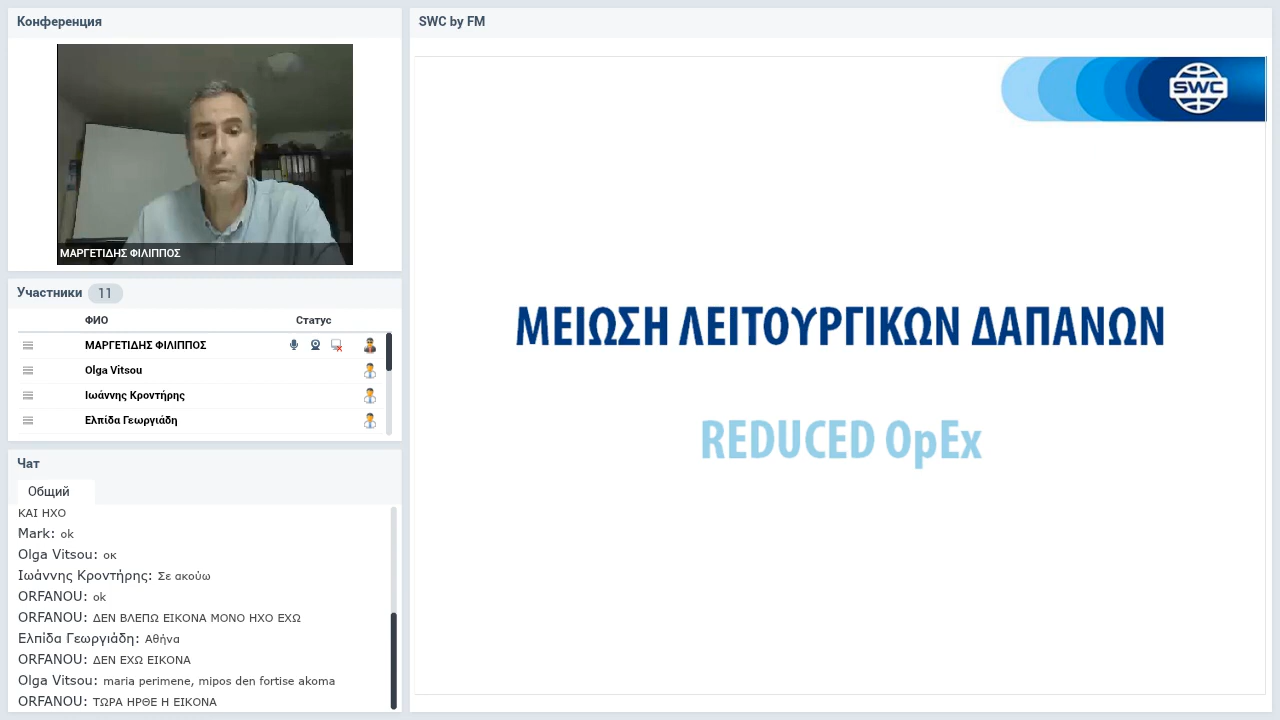 Конференция
ΜΑΡΓΕΤΙΔΗΣ ΦΙΛΙΠΠΟΣ
Участники 11
ФИО Статус
ΜΑΡΓΕΤΙΔΗΣ ΦΙΛΙΠΠΟΣ
Olga Vitsou
Ιωάννης Κροντήρης
Ελπίδα Γεωργιάδη
Чат
Общий
ΚΑΙ ΗΧΟ
Mark: ok
Olga Vitsou: οκ
Ιωάννης Κροντήρης: Σε ακούω
ORFANOU: ok
ORFANOU: ΔΕΝ ΒΛΕΠΩ ΕΙΚΟΝΑ ΜΟΝΟ ΗΧΟ ΕΧΩ
Ελπίδα Γεωργιάδη: Αθήνα
ORFANOU: ΔΕΝ ΕΧΩ ΕΙΚΟΝΑ
Olga Vitsou: maria perimene, mipos den fortise akoma
ORFANOU: ΤΩΡΑ ΗΡΘΕ Η ΕΙΚΟΝΑ
SWC by FM
SWC
ΜΕΙΩΣΗ ΛΕΙΤΟΥΡΓΙΚΩΝ ΔΑΠΑΝΩΝ
REDUCED OpEx